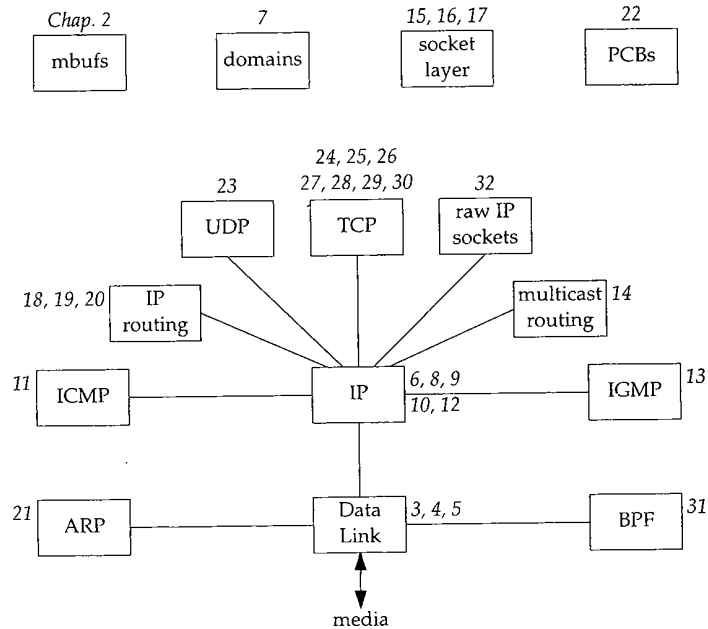 Chap. 2
7
15, 16, 17
22
mbufs
domains
socket
layer
PCBs
24, 25, 26
27, 28, 29, 30
23
32
UDP
TCP
raw IP
sockets
18, 19, 20
IP
routing
multicast
routing
14
11
ICMP
IP
6, 8, 9
10, 12
IGMP
13
21
ARP
Data
Link
3, 4, 5
BPF
31
media